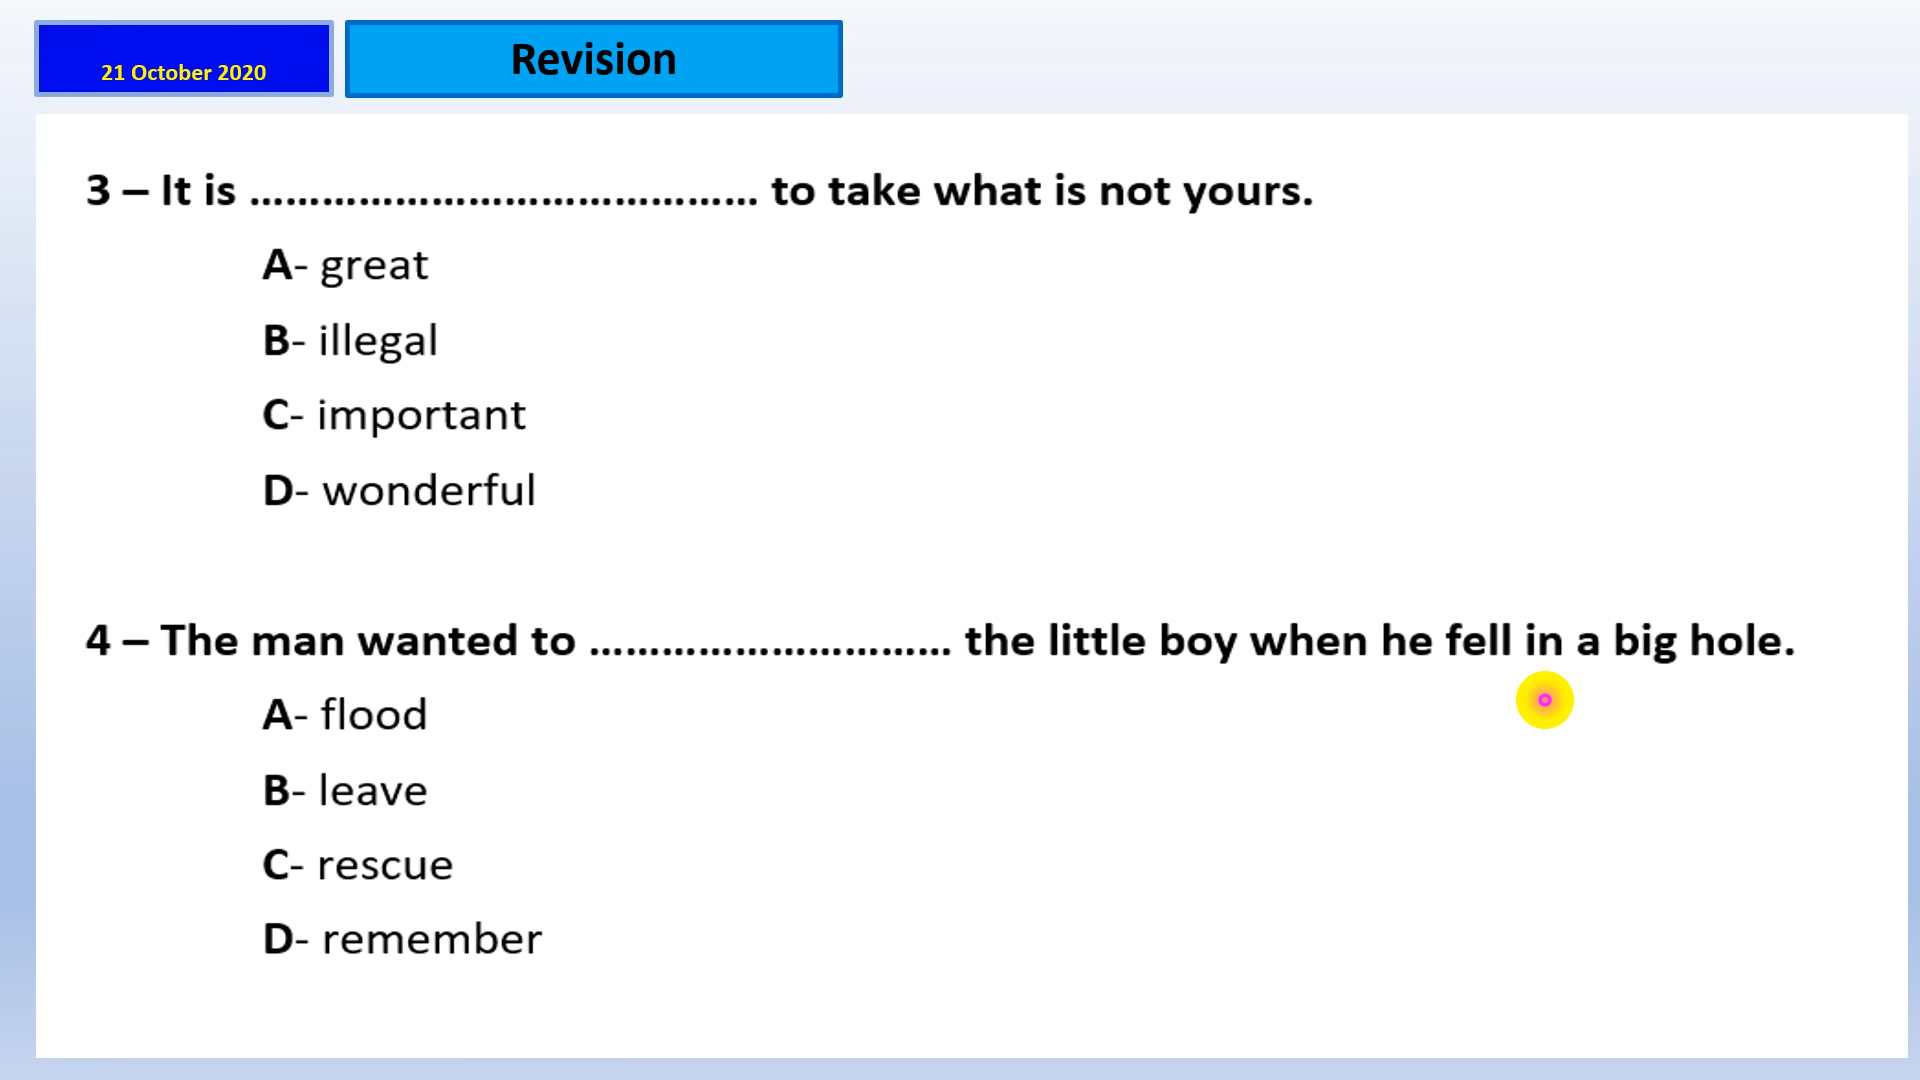 21 October 2020
Revision
3 – It is .......................................... to take what is not yours.
A- great
B- illegal
C- important
D- wonderful
4 – The man wanted to .............................. the little boy when he fell in a big hole.
A- flood
B- leave
C- rescue
D- remember